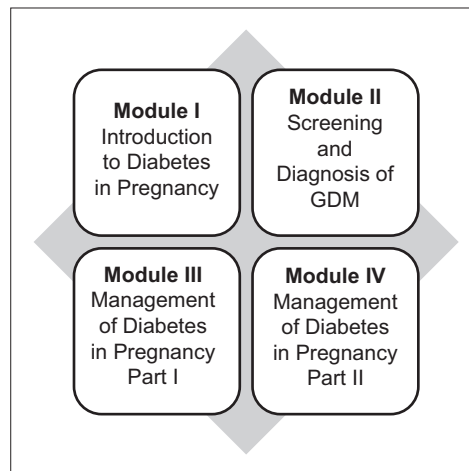 Module I
Introduction
to Diabetes
in Pregnancy
Module II
Screening
and
Diagnosis of
GDM
Module III
Management
of Diabetes
in Pregnancy
Part I
Module IV
Management
of Diabetes
in Pregnancy
Part II